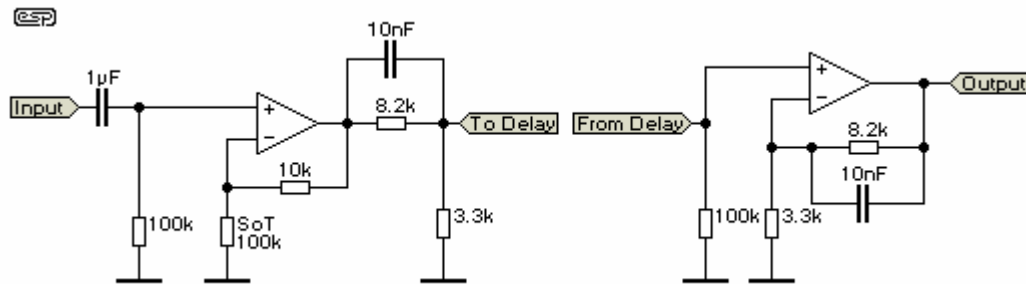 esp
10nF
1µF
8.2k
Input
+
−
To Delay
From Delay
+
−
Output
8.2k
10k
10nF
100k
SoT
100k
3.3k
100k
3.3k